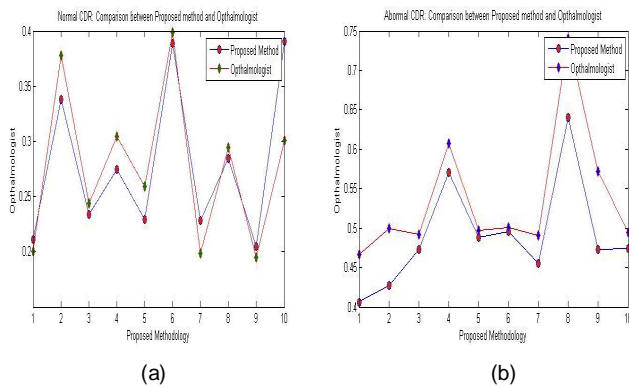 Normal CDR: Comparison between Proposed method and Opthalmologist
0.4
0.35
0.3
0.25
0.2
Opthalmologist
Proposed Method
Opthalmologist
1 2 3 4 5 6 7 8 9 10
Proposed Methodology
(a)
Abormal CDR: Comparison between Proposed method and Opthalmologist
0.75
0.7
0.65
0.6
0.55
0.5
0.45
0.4
Opthalmologist
Proposed Method
Opthalmologist
1 2 3 4 5 6 7 8 9 10
Proposed Methodology
(b)